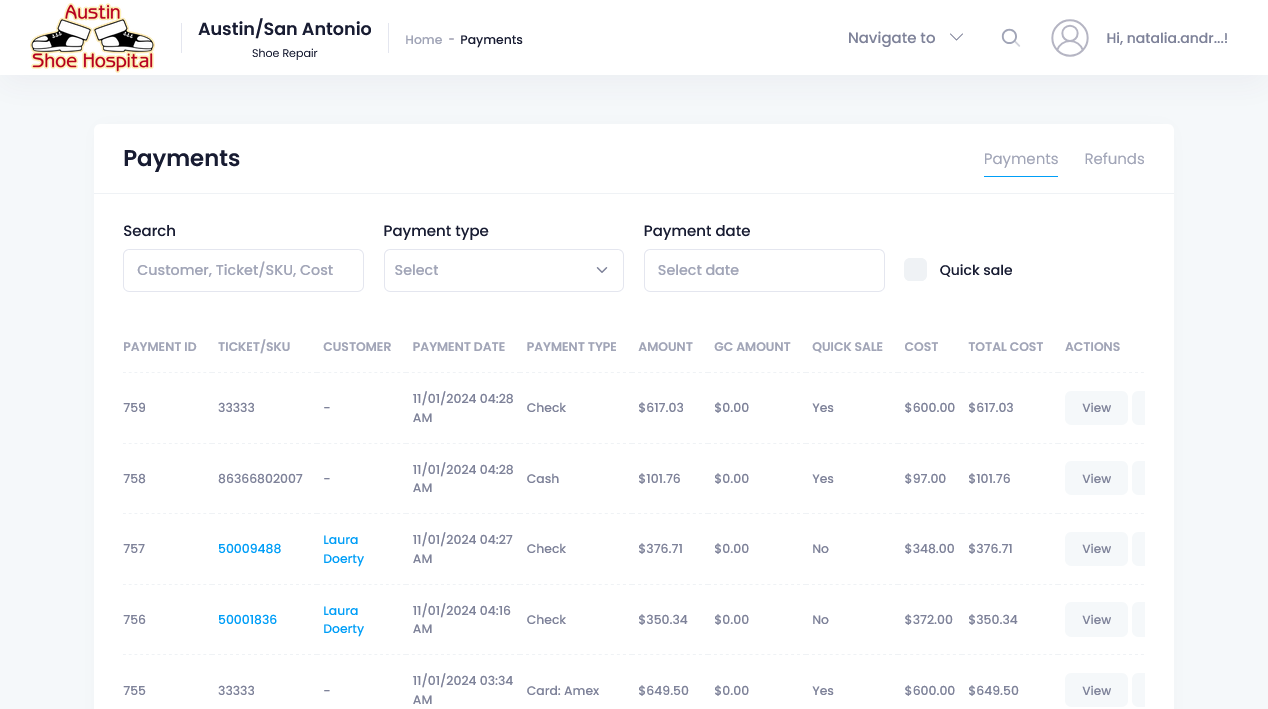 Austin
Shoe Hospital
Austin/San Antonio
Shoe Repair
Home - Payments
Navigate to
Hi, natalia.andr...!
Payments
Payments Refunds
Search Payment type Payment date
Customer, Ticket/SKU, Cost Select Select date Quick sale
PAYMENT ID TICKET/SKU CUSTOMER PAYMENT DATE PAYMENT TYPE AMOUNT GC AMOUNT QUICK SALE COST TOTAL COST ACTIONS
759 33333 - 11/01/2024 04:28 AM Check $617.03 $0.00 Yes $600.00 $617.03 View
758 86366802007 - 11/01/2024 04:28 AM Cash $101.76 $0.00 Yes $97.00 $101.76 View
757 50009488 Laura Doerty 11/01/2024 04:27 AM Check $376.71 $0.00 No $348.00 $376.71 View
756 50001836 Laura Doerty 11/01/2024 04:16 AM Check $350.34 $0.00 No $372.00 $350.34 View
755 33333 - 11/01/2024 03:34 AM Card: Amex $649.50 $0.00 Yes $600.00 $649.50 View